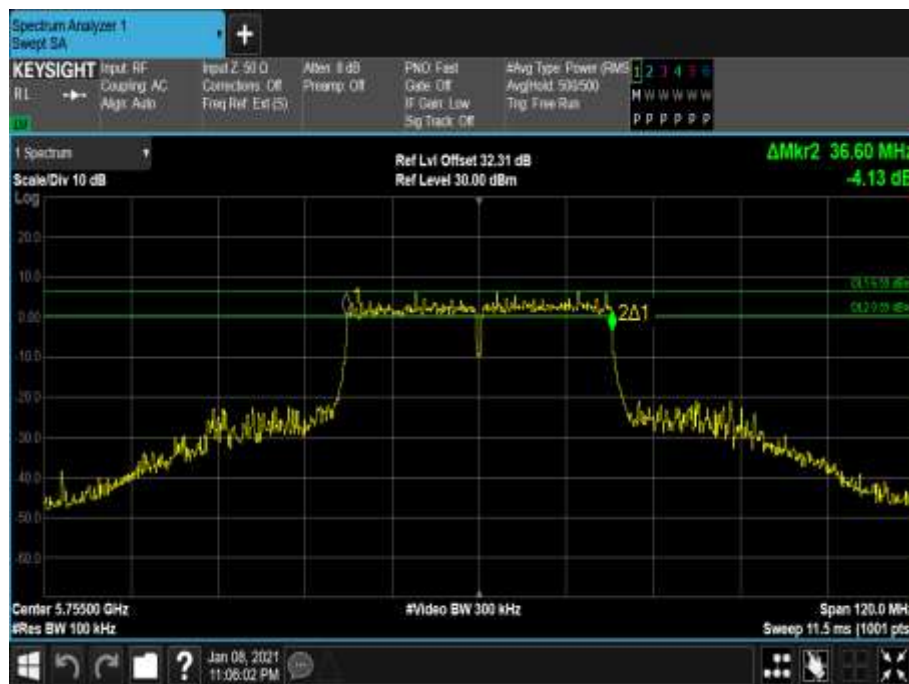 Spectrum Analyzer 1
Swept SA
+
KEYSIGHT
RL
Input: RF
Coupling: AC
Align: Auto
Input Z: 50 Ω
Corrections: Off
Freq Ref: Ext (S)
Atten: 8 dB
Preamp: Off
PNO: Fast
Gate: Off
IF Gain: Low
Sig Track: Off
#Avg Type: Power (RMS
Avg|Hold: 500/500
Trig: Free Run
1 2 3 4 5 6
M W W W W W
P P P P P P
1 Spectrum
Scale/Div 10 dB
Log
Ref Lvl Offset 32.31 dB
Ref Level 30.00 dBm
ΔMkr2 36.60 MHz
-4.13 dB
20.0
10.0
0.00
-10.0
-20.0
-30.0
-40.0
-50.0
-60.0
2Δ1
Center 5.75500 GHz
#Res BW 100 kHz
#Video BW 300 kHz
Span 120.0 MHz
Sweep 11.5 ms (1001 pts
?
Jan 08, 2021
11:06:02 PM